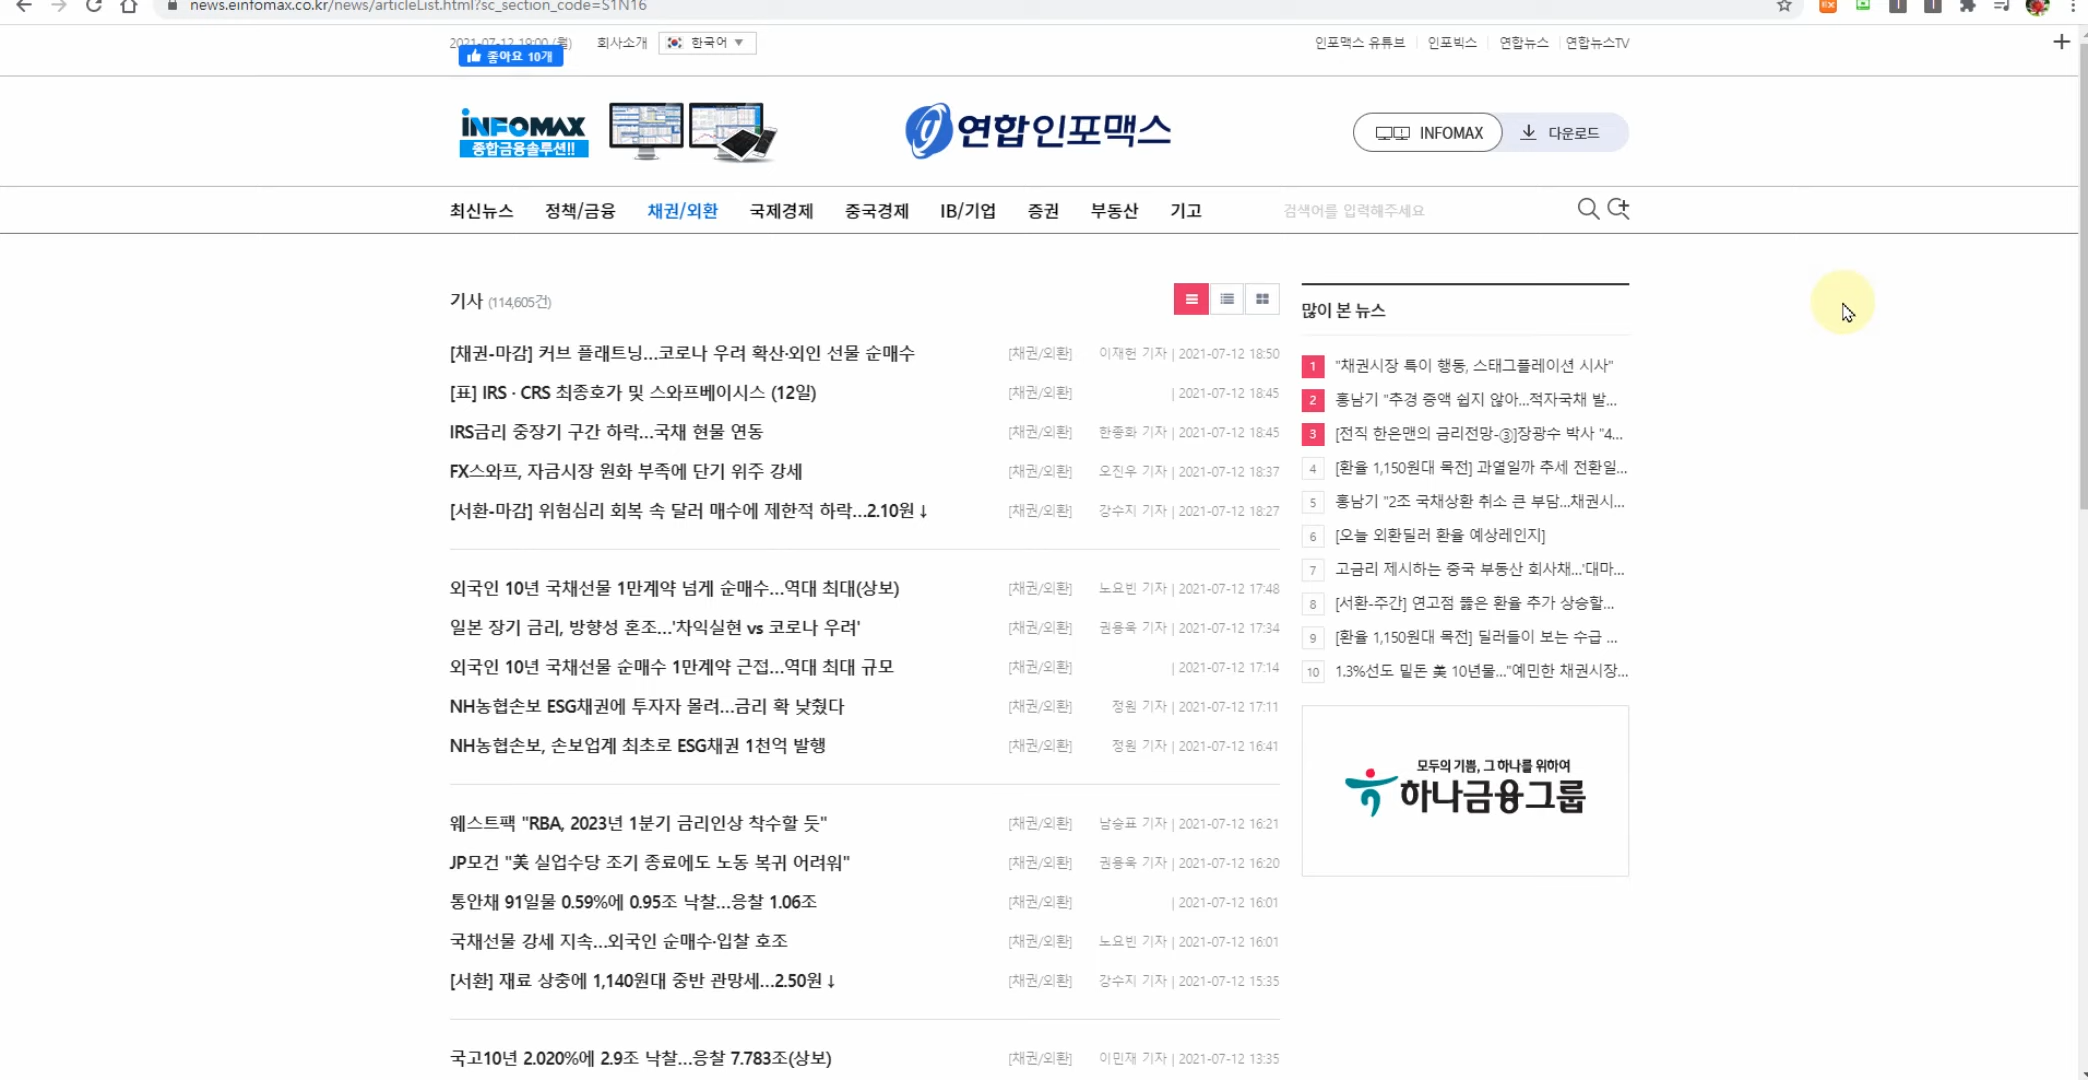 news.einfomax.co.kr/news/articleList.html?sc_section_code=S1N16
2021-07-12 19:00 (월)
회사소개
한국어
인포맥스 유튜브
인포빅스
연합뉴스
연합뉴스TV
좋아요 10개
INFOMAX
종합금융솔루션!!
연합인포맥스
INFOMAX
다운로드
최신뉴스 정책/금융 채권/외환 국제경제 중국경제 IB/기업 증권 부동산 기고
검색어를 입력해주세요
기사 (114,605건)
[채권-마감] 커브 플래트닝...코로나 우려 확산·외인 선물 순매수 [채권/외환] 이재헌 기자 | 2021-07-12 18:50
[표] IRS · CRS 최종호가 및 스와프베이시스 (12일) [채권/외환] | 2021-07-12 18:45
IRS금리 중장기 구간 하락...국채 현물 연동 [채권/외환] 한종화 기자 | 2021-07-12 18:45
FX스와프, 자금시장 원화 부족에 단기 위주 강세 [채권/외환] 오진우 기자 | 2021-07-12 18:37
[서환-마감] 위험심리 회복 속 달러 매수에 제한적 하락...2.10원↓ [채권/외환] 강수지 기자 | 2021-07-12 18:27
외국인 10년 국채선물 1만계약 넘게 순매수...역대 최대(상보) [채권/외환] 노요빈 기자 | 2021-07-12 17:48
일본 장기 금리, 방향성 혼조...'차익실현 vs 코로나 우려' [채권/외환] 권용욱 기자 | 2021-07-12 17:34
외국인 10년 국채선물 순매수 1만계약 근접...역대 최대 규모 [채권/외환] | 2021-07-12 17:14
NH농협손보 ESG채권에 투자자 몰려...금리 확 낮췄다 [채권/외환] 정원 기자 | 2021-07-12 17:11
NH농협손보, 손보업계 최초로 ESG채권 1천억 발행 [채권/외환] 정원 기자 | 2021-07-12 16:41
웨스트팩 "RBA, 2023년 1분기 금리인상 착수할 듯" [채권/외환] 남승표 기자 | 2021-07-12 16:21
JP모건 "美 실업수당 조기 종료에도 노동 복귀 어려워" [채권/외환] 권용욱 기자 | 2021-07-12 16:20
통안채 91일물 0.59%에 0.95조 낙찰...응찰 1.06조 [채권/외환] | 2021-07-12 16:01
국채선물 강세 지속...외국인 순매수·입찰 호조 [채권/외환] 노요빈 기자 | 2021-07-12 16:01
[서환] 재료 상충에 1,140원대 중반 관망세...2.50원↓ [채권/외환] 강수지 기자 | 2021-07-12 15:35
국고10년 2.020%에 2.9조 낙찰...응찰 7.783조(상보) [채권/외환] 이민재 기자 | 2021-07-12 13:35
많이 본 뉴스
1 "채권시장 특이 행동, 스태그플레이션 시사"
2 홍남기 "추경 증액 쉽지 않아...적자국채 발...
3 [전직 한은맨의 금리전망-③]장광수 박사 "4...
4 [환율 1,150원대 목전] 과열일까 추세 전환일...
5 홍남기 "2조 국채상환 취소 큰 부담...채권시...
6 [오늘 외환딜러 환율 예상레인지]
7 고금리 제시하는 중국 부동산 회사채...'대마...
8 [서환-주간] 연고점 뚫은 환율 추가 상승할...
9 [환율 1,150원대 목전] 딜러들이 보는 수급 ...
10 1.3%선도 밑돈 美 10년물..."예민한 채권시장...
모두의 기쁨, 그 하나를 위하여
하나금융그룹